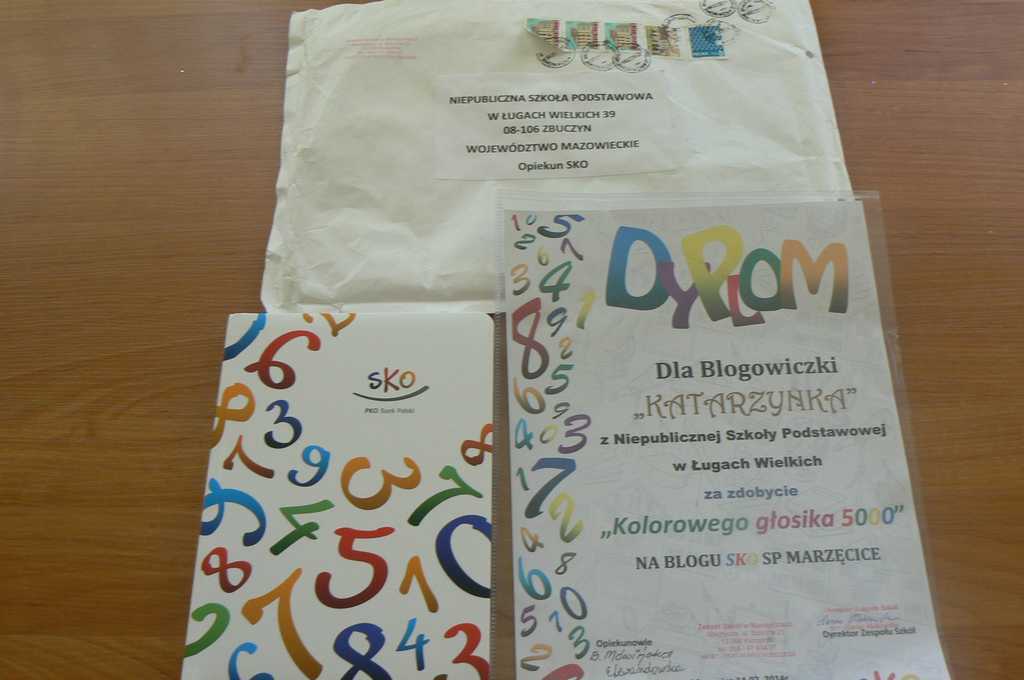 NIEPUBLICZNA SZKOŁA PODSTAWOWA
W ŁUGACH WIELKICH 39
08-106 ZBUCZYN
WOJEWÓDZTWO MAZOWIECKIE
Opiekun SKO
SKO
PKO Bank Polski
DYPLOM
Dla Blogowiczki
„KATARZYNKA”
z Niepublicznej Szkoły Podstawowej
w Ługach Wielkich
za zdobycie
„Kolorowego głosika 5000”
NA BLOGU SKO SP MARZĘCICE
Opiekunowie
Dyrektor Zespołu Szkół